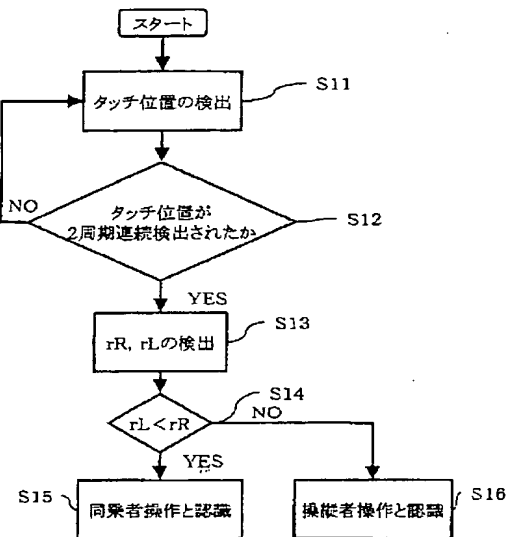 スタート
タッチ位置の検出
S11
NO
タッチ位置が
2周期連続検出されたか
S12
YES
rR, rLの検出
S13
rL<rR
S14
NO
YES
S15
同乗者操作と認識
操縦者操作と認識
S16